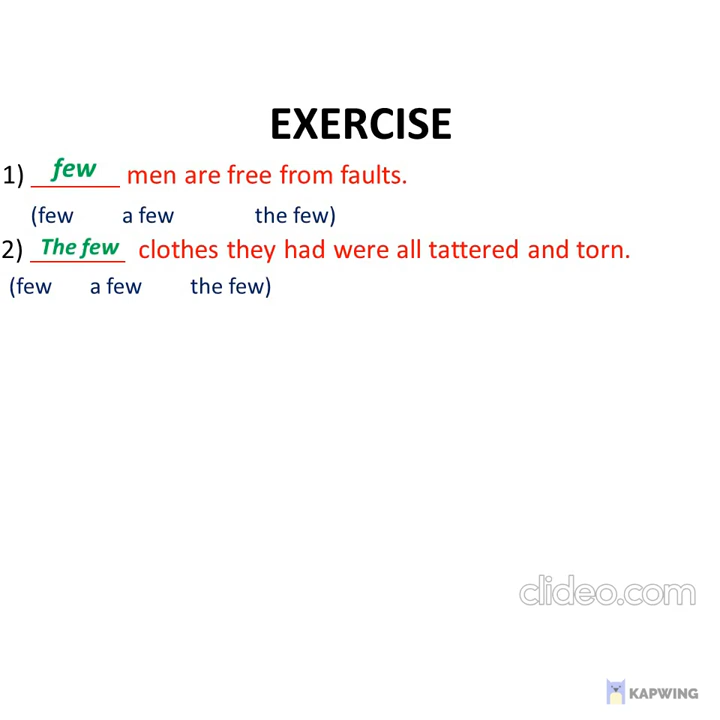 EXERCISE
1) few men are free from faults.
(few a few the few)
2) The few clothes they had were all tattered and torn.
(few a few the few)
clideo.com
KAPWING